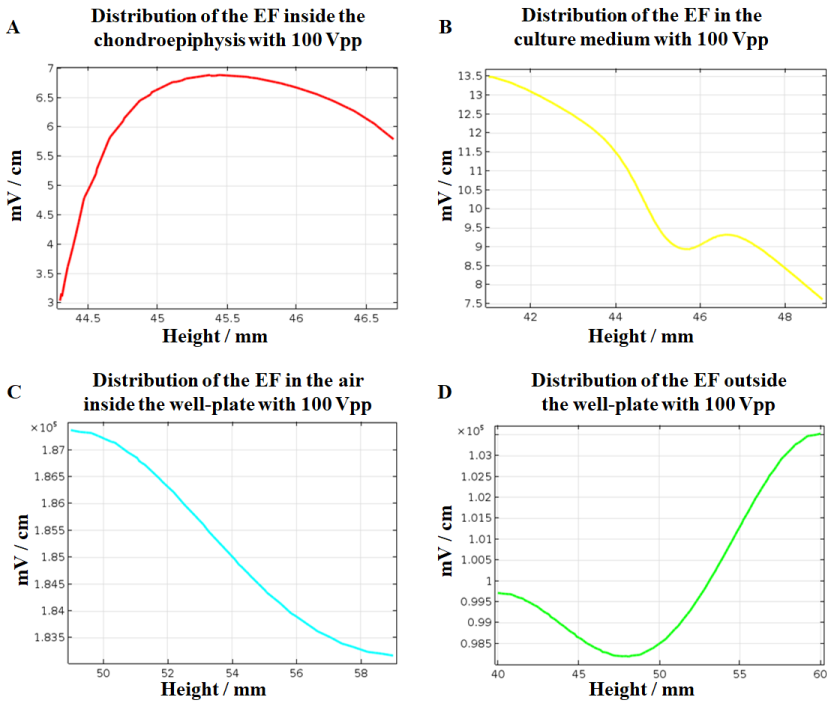 A
Distribution of the EF inside the
chondroepiphysis with 100 Vpp
7
6.5
6
5.5
5
4.5
4
3.5
3
mV / cm
44.5 45 45.5 46 46.5
Height / mm
B
Distribution of the EF in the
culture medium with 100 Vpp
13.5
13
12.5
12
11.5
11
10.5
10
9.5
9
8.5
8
7.5
mV / cm
42 44 46 48
Height / mm
C
Distribution of the EF in the air
inside the well-plate with 100 Vpp
×10⁵
1.87
1.865
1.86
1.855
1.85
1.845
1.84
1.835
mV / cm
50 52 54 56 58
Height / mm
D
Distribution of the EF outside
the well-plate with 100 Vpp
×10⁵
1.03
1.025
1.02
1.015
1.01
1.005
1
0.995
0.99
0.985
mV / cm
40 45 50 55 60
Height / mm